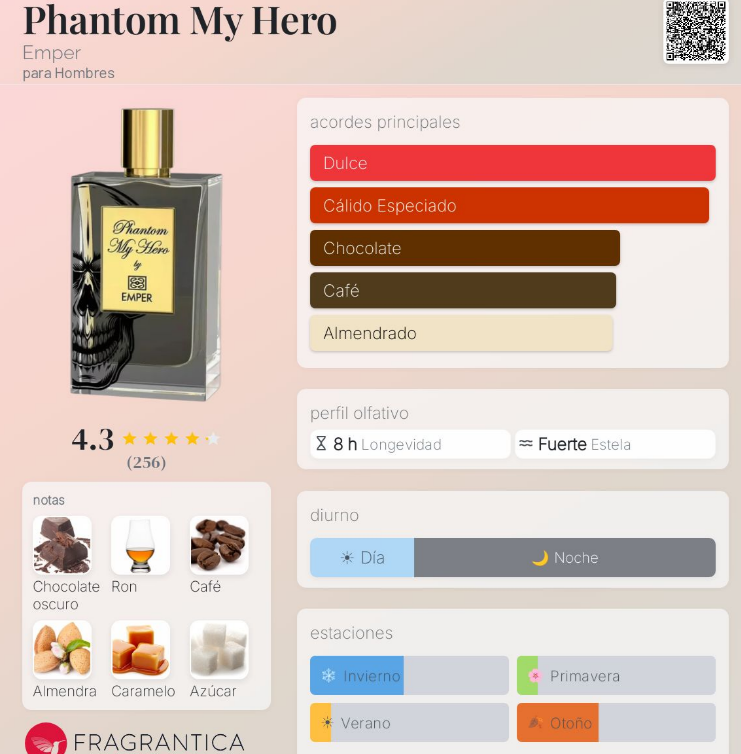 Phantom My Hero
Emper
para Hombres
Phantom
My Hero
by
EMPER
4.3
(256)
notas
Chocolate oscuro
Ron
Café
Almendra
Caramelo
Azúcar
FRAGRANTICA
acordes principales
Dulce
Cálido Especiado
Chocolate
Café
Almendrado
perfil olfativo
8 h Longevidad
Fuerte Estela
diurno
Día
Noche
estaciones
Invierno
Primavera
Verano
Otoño